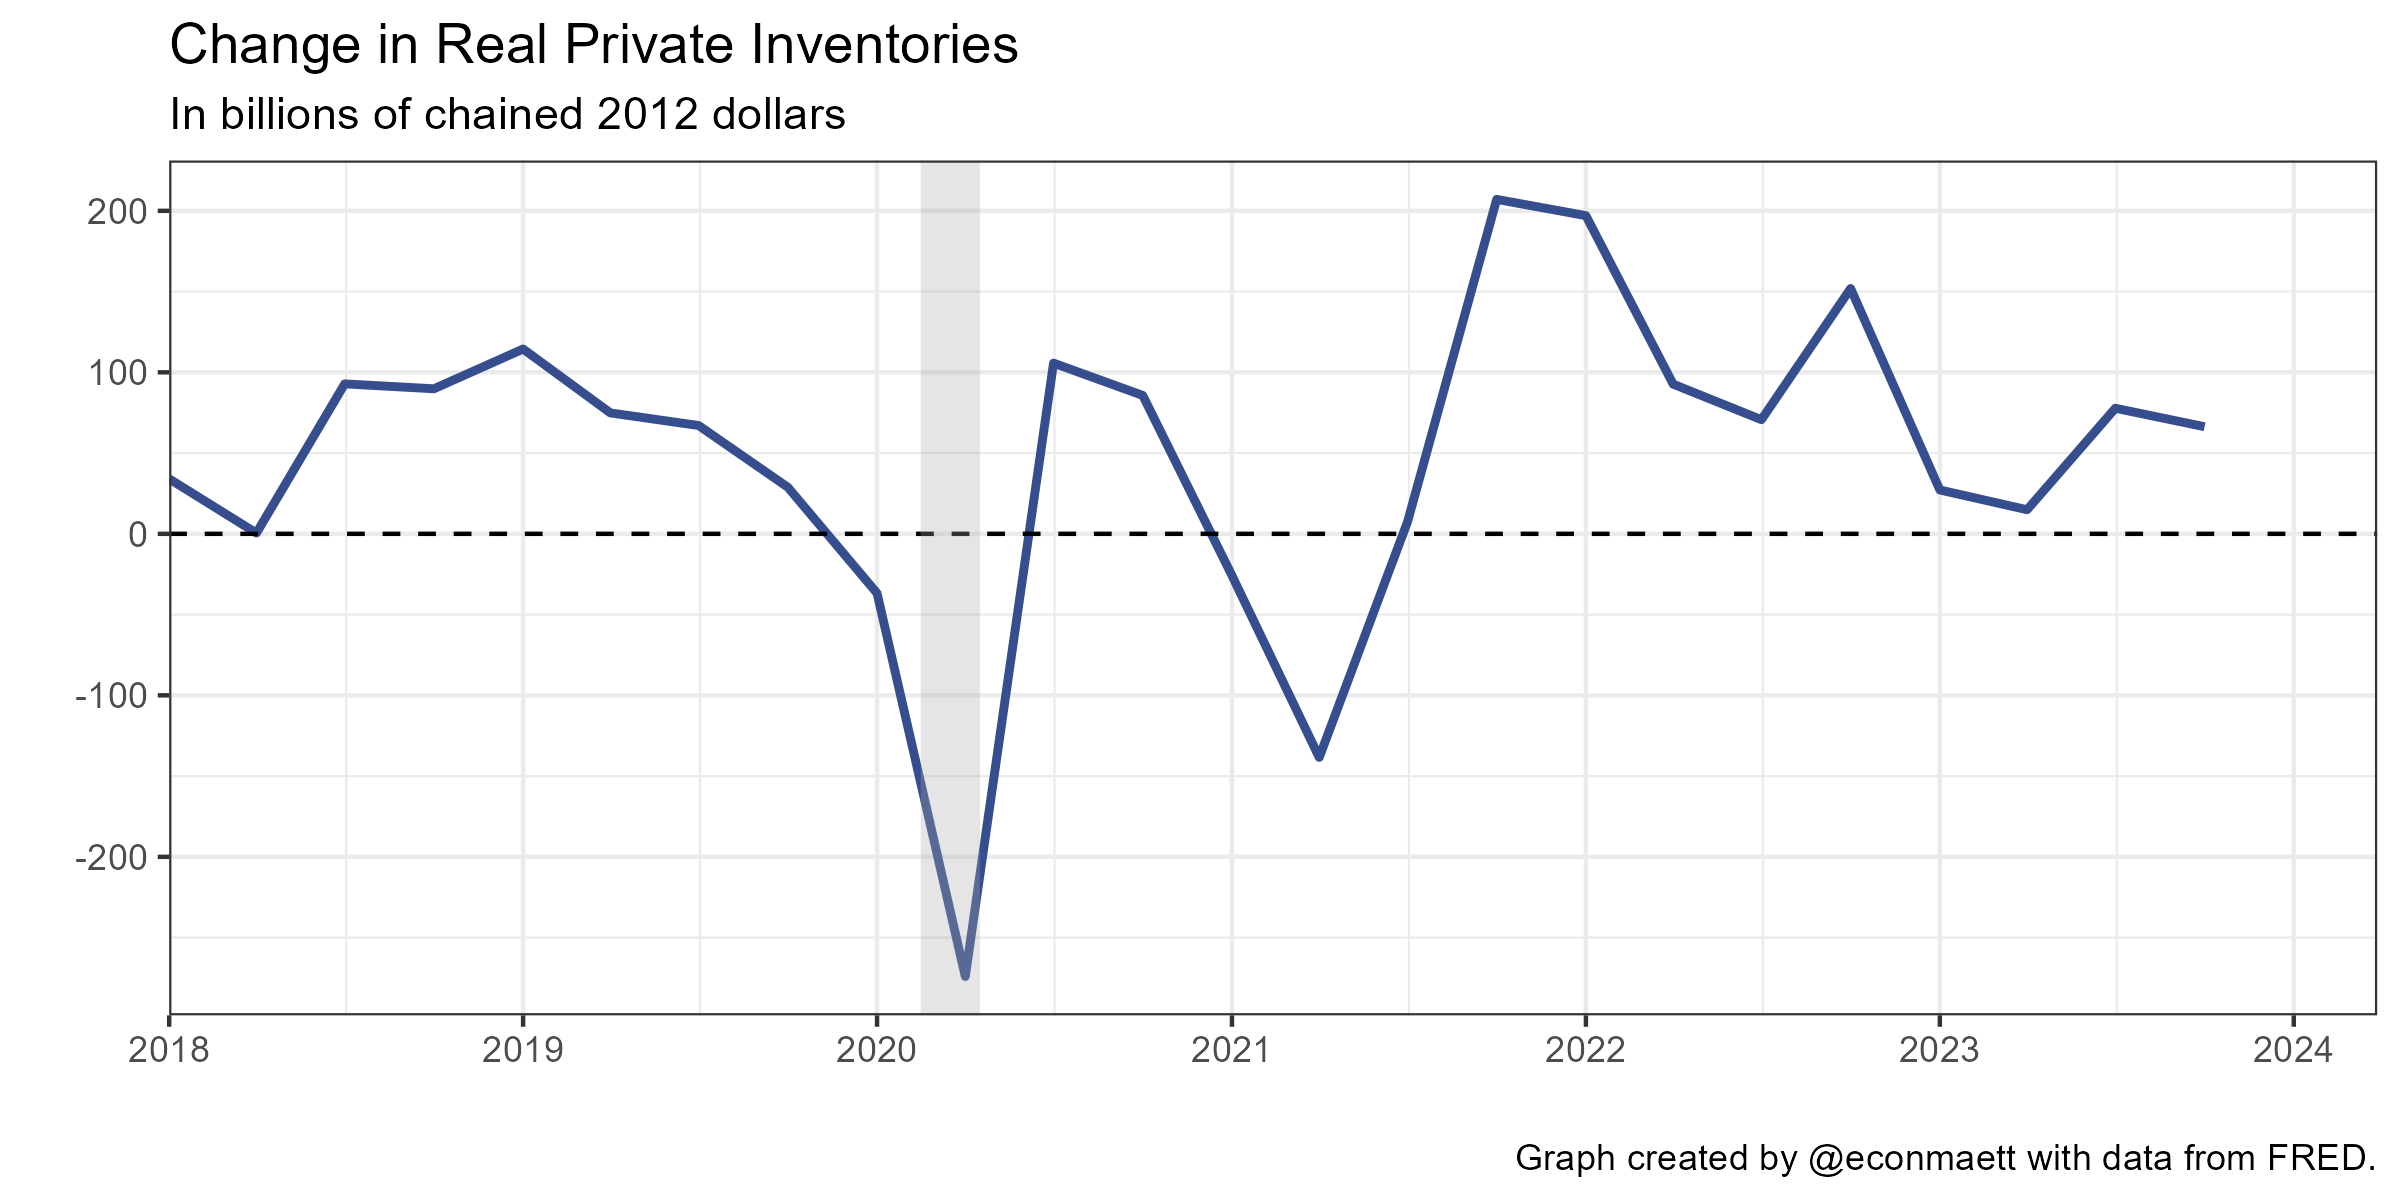 Change in Real Private Inventories
In billions of chained 2012 dollars
200
100
0
-100
-200
2018 2019 2020 2021 2022 2023 2024
Graph created by @econmaett with data from FRED.